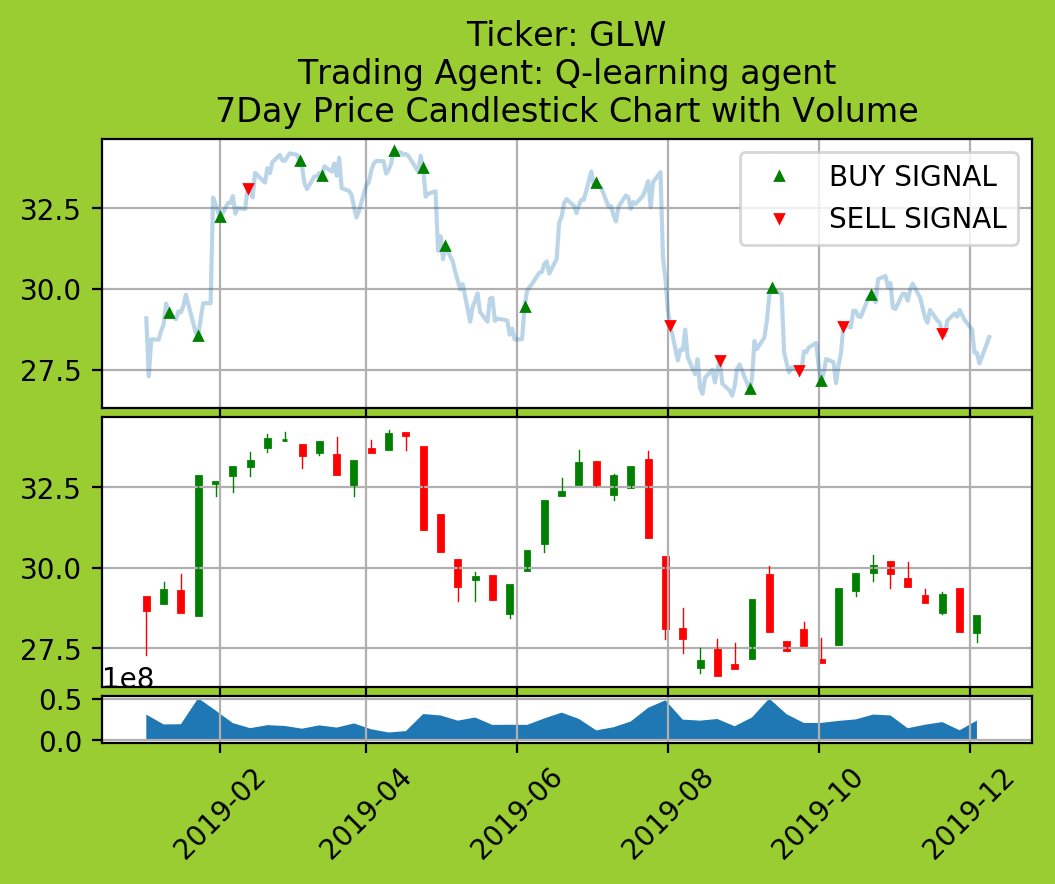 Ticker: GLW
Trading Agent: Q-learning agent
7Day Price Candlestick Chart with Volume
BUY SIGNAL
SELL SIGNAL
32.5
30.0
27.5
32.5
30.0
27.5
1e8
0.5
0.0
2019-02
2019-04
2019-06
2019-08
2019-10
2019-12